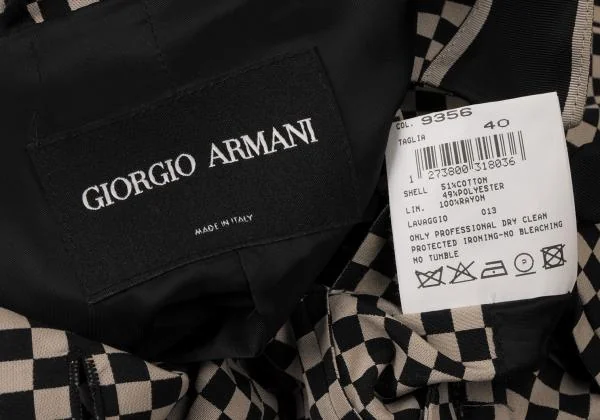 GIORGIO ARMANI
MADE IN ITALY
COL. 9356
TAGLIA 40
1 273800 318036
SHELL 51%COTTON
49%POLYESTER
LIN. 100%RAYON
LAVAGGIO 013
ONLY PROFESSIONAL DRY CLEAN
PROTECTED IRONING-NO BLEACHING
NO TUMBLE